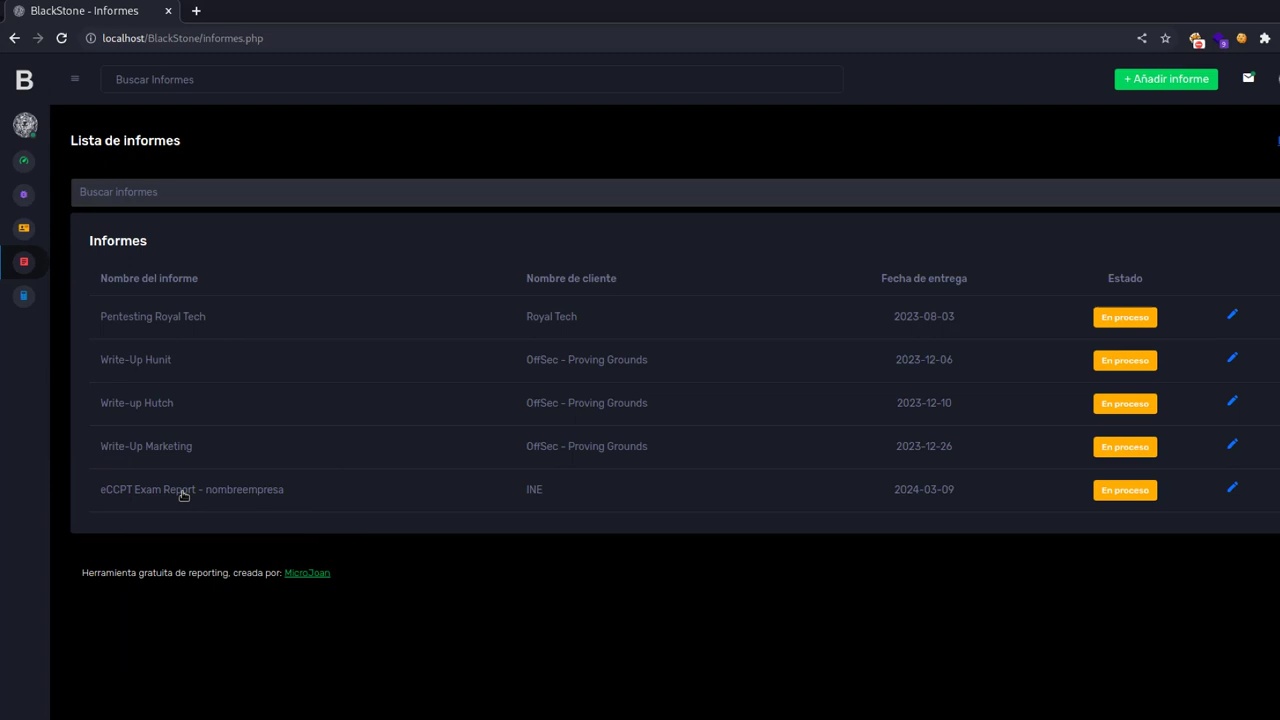 BlackStone - Informes
localhost/BlackStone/informes.php
9
B
Buscar Informes
+ Añadir informe
Lista de informes
Buscar informes
Informes
Nombre del informe Nombre de cliente Fecha de entrega Estado
Pentesting Royal Tech Royal Tech 2023-08-03 En proceso
Write-Up Hunit OffSec - Proving Grounds 2023-12-06 En proceso
Write-up Hutch OffSec - Proving Grounds 2023-12-10 En proceso
Write-Up Marketing OffSec - Proving Grounds 2023-12-26 En proceso
eCCPT Exam Report - nombreempresa INE 2024-03-09 En proceso
Herramienta gratuita de reporting, creada por: MicroJoan